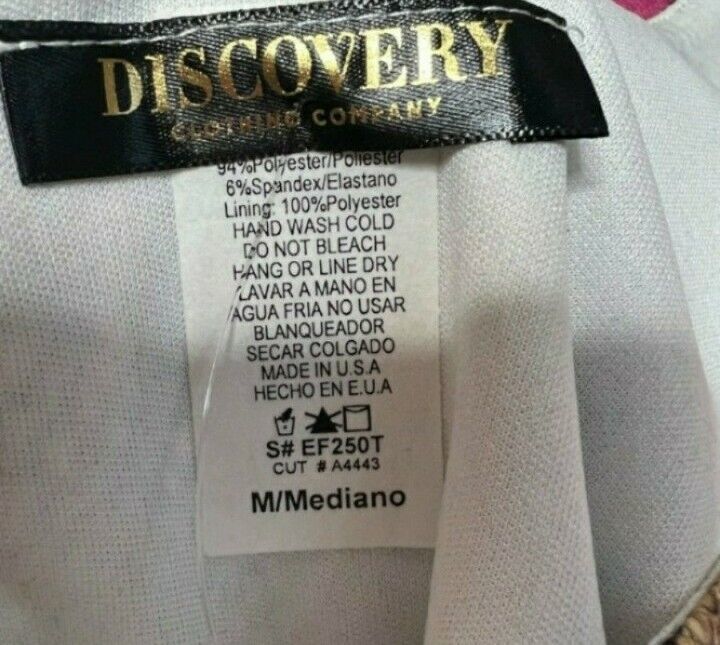 DISCOVERY
CLOTHING COMPANY
94%Polyester/Poliester
6%Spandex/Elastano
Lining: 100%Polyester
HAND WASH COLD
DO NOT BLEACH
HANG OR LINE DRY
LAVAR A MANO EN
AGUA FRIA NO USAR
BLANQUEADOR
SECAR COLGADO
MADE IN U.S.A
HECHO EN E.U.A
S# EF250T
CUT # A4443
M/Mediano